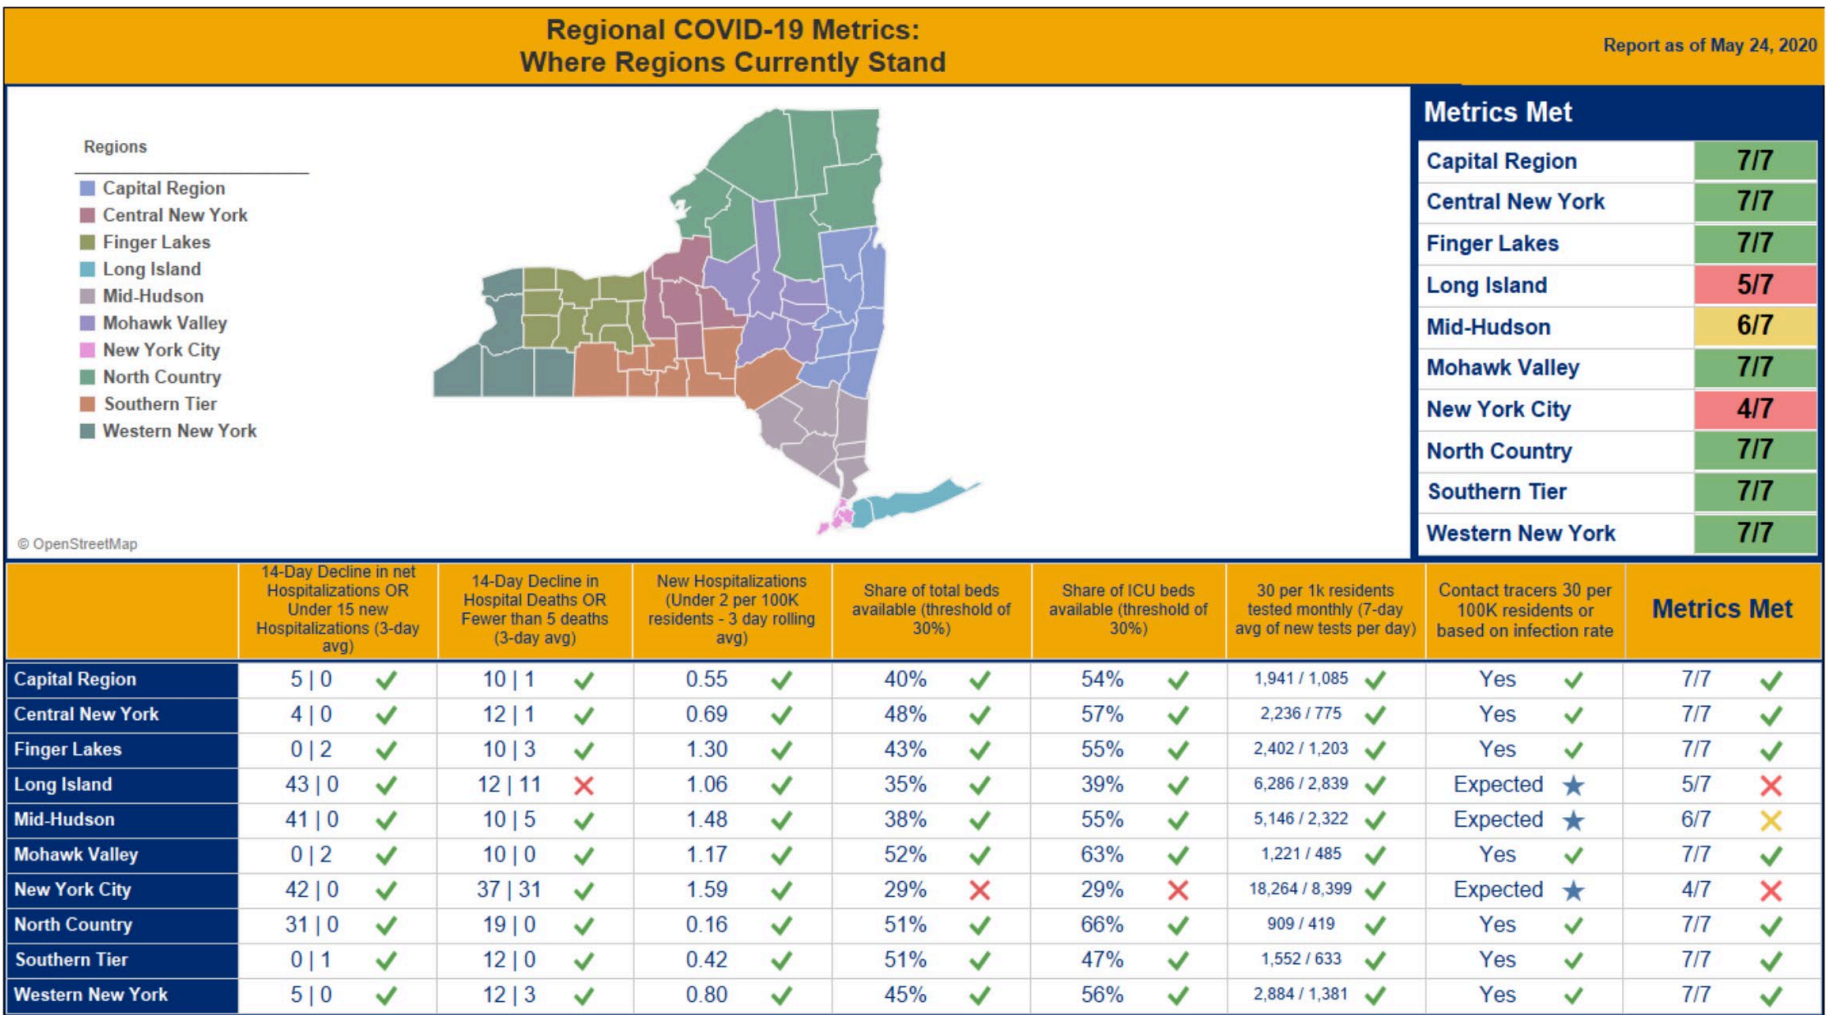 Regional COVID-19 Metrics:
Where Regions Currently Stand
Report as of May 24, 2020
Regions
Capital Region
Central New York
Finger Lakes
Long Island
Mid-Hudson
Mohawk Valley
New York City
North Country
Southern Tier
Western New York
© OpenStreetMap
Metrics Met
Capital Region 7/7
Central New York 7/7
Finger Lakes 7/7
Long Island 5/7
Mid-Hudson 6/7
Mohawk Valley 7/7
New York City 4/7
North Country 7/7
Southern Tier 7/7
Western New York 7/7
14-Day Decline in net
Hospitalizations OR
Under 15 new
Hospitalizations (3-day
avg)
14-Day Decline in
Hospital Deaths OR
Fewer than 5 deaths
(3-day avg)
New Hospitalizations
(Under 2 per 100K
residents - 3 day rolling
avg)
Share of total beds
available (threshold of
30%)
Share of ICU beds
available (threshold of
30%)
30 per 1k residents
tested monthly (7-day
avg of new tests per day)
Contact tracers 30 per
100K residents or
based on infection rate
Metrics Met
Capital Region 5 | 0 10 | 1 0.55 40% 54% 1,941 / 1,085 Yes 7/7
Central New York 4 | 0 12 | 1 0.69 48% 57% 2,236 / 775 Yes 7/7
Finger Lakes 0 | 2 10 | 3 1.30 43% 55% 2,402 / 1,203 Yes 7/7
Long Island 43 | 0 12 | 11 1.06 35% 39% 6,286 / 2,839 Expected 5/7
Mid-Hudson 41 | 0 10 | 5 1.48 38% 55% 5,146 / 2,322 Expected 6/7
Mohawk Valley 0 | 2 10 | 0 1.17 52% 63% 1,221 / 485 Yes 7/7
New York City 42 | 0 37 | 31 1.59 29% 29% 18,264 / 8,399 Expected 4/7
North Country 31 | 0 19 | 0 0.16 51% 66% 909 / 419 Yes 7/7
Southern Tier 0 | 1 12 | 0 0.42 51% 47% 1,552 / 633 Yes 7/7
Western New York 5 | 0 12 | 3 0.80 45% 56% 2,884 / 1,381 Yes 7/7